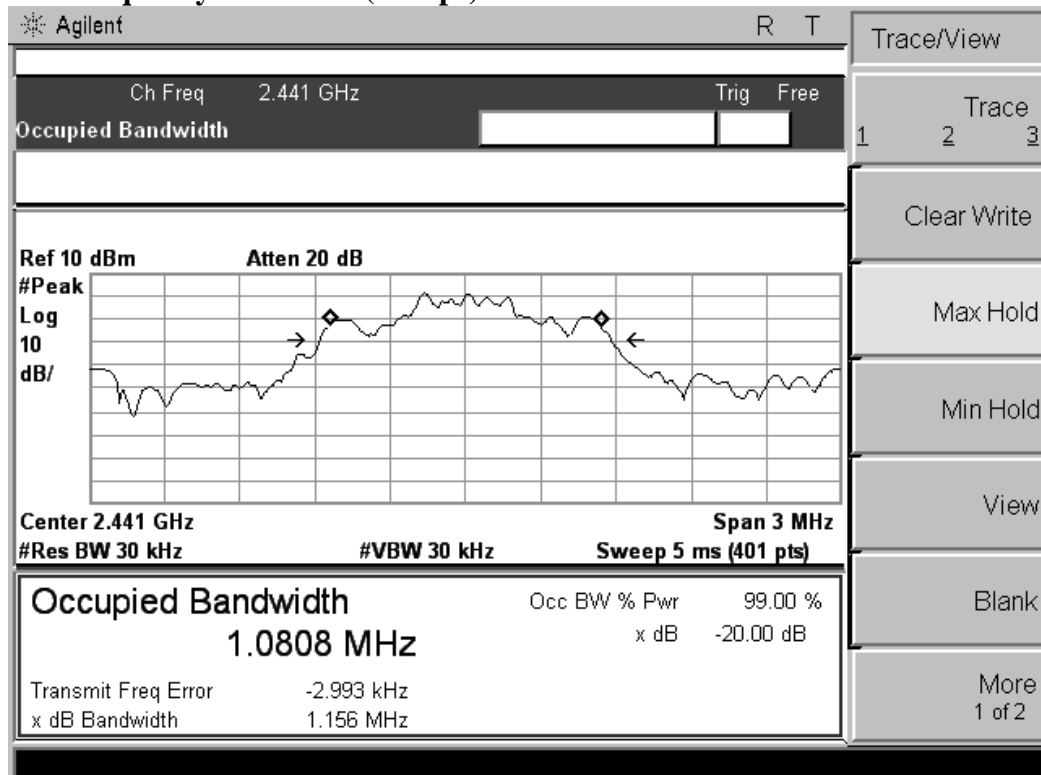 Agilent R T
Trace/View
Ch Freq 2.441 GHz Trig Free
Occupied Bandwidth
Trace
1 2 3
Clear Write
Max Hold
Min Hold
View
Blank
More
1 of 2
Ref 10 dBm Atten 20 dB
#Peak
Log
10
dB/
Center 2.441 GHz Span 3 MHz
#Res BW 30 kHz #VBW 30 kHz Sweep 5 ms (401 pts)
Occupied Bandwidth Occ BW % Pwr 99.00 %
1.0808 MHz x dB -20.00 dB
Transmit Freq Error -2.993 kHz
x dB Bandwidth 1.156 MHz